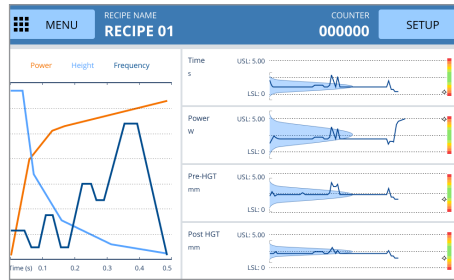 MENU
RECIPE NAME
RECIPE 01
COUNTER
000000
SETUP
Power Height Frequency
Time (s) 0.1 0.2 0.3 0.4 0.5
Time
s
USL: 5.00
LSL: 0
Power
W
USL: 5.00
LSL: 0
Pre-HGT
mm
USL: 5.00
LSL: 0
Post HGT
mm
USL: 5.00
LSL: 0